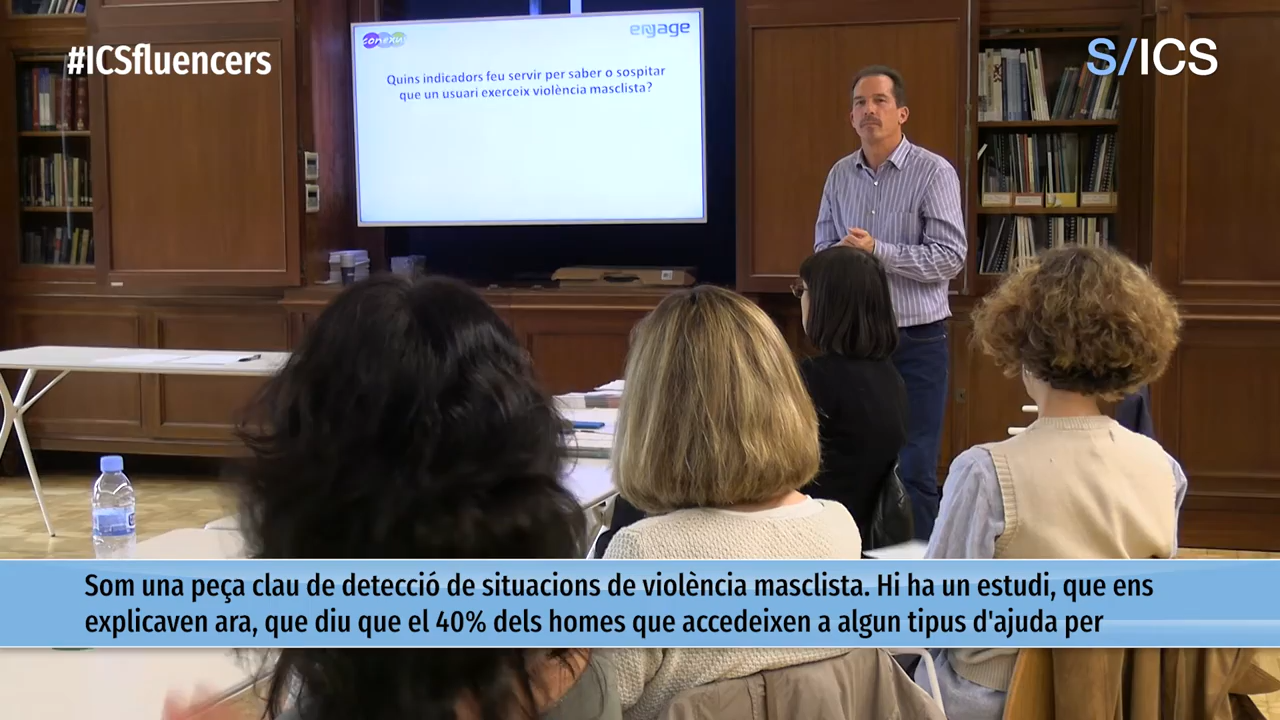 #ICSfluencers
S/ICS
conexus
engage
Quins indicadors feu servir per saber o sospitar
que un usuari exerceix violència masclista?
Som una peça clau de detecció de situacions de violència masclista. Hi ha un estudi, que ens
explicaven ara, que diu que el 40% dels homes que accedeixen a algun tipus d'ajuda per